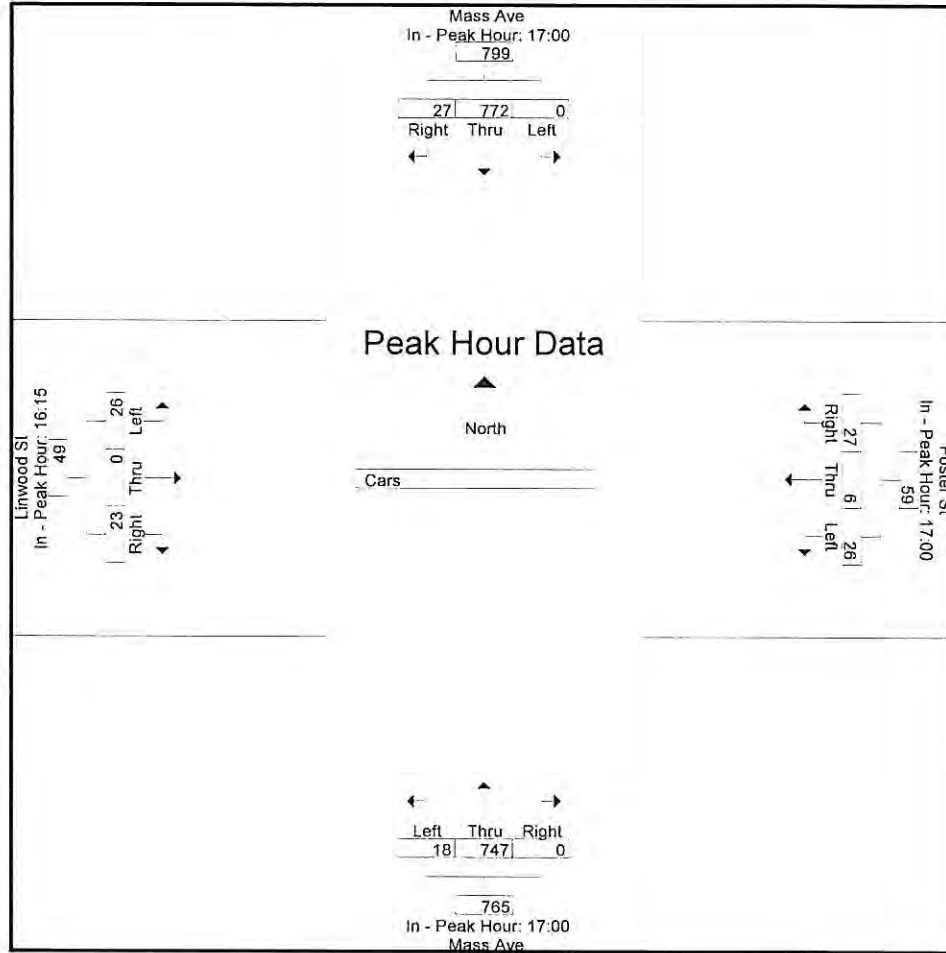 Mass Ave
In - Peak Hour: 17:00
799
27 772 0
Right Thru Left
Peak Hour Data
North
Cars
Linwood St
In - Peak Hour: 16:15
49
26 0 23
Left Thru Right
Right Thru Left
27 6 26
59
In - Peak Hour: 17:00
Foster St
Left Thru Right
18 747 0
765
In - Peak Hour: 17:00
Mass Ave